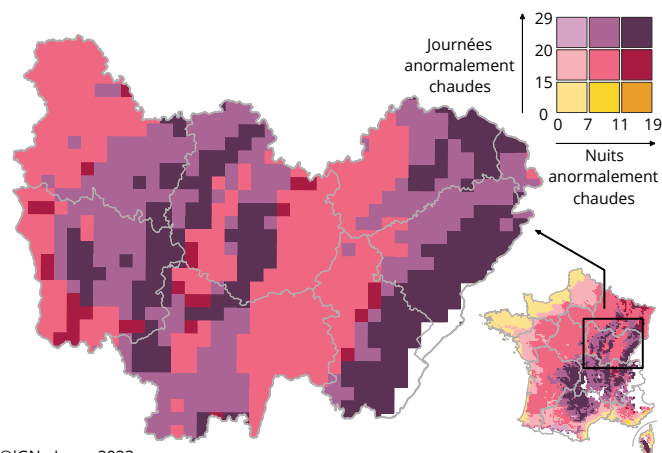 Journées
anormalement
chaudes
29
20
15
0
0 7 11 19
Nuits
anormalement
chaudes